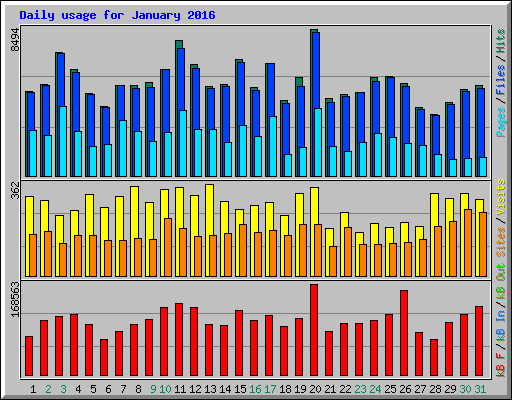 Daily usage for January 2016
8494
Pages / Files / Hits
362
Sites / Visits
168563
kB F / kB In / kB Out
1 2 3 4 5 6 7 8 9 10 11 12 13 14 15 16 17 18 19 20 21 22 23 24 25 26 27 28 29 30 31